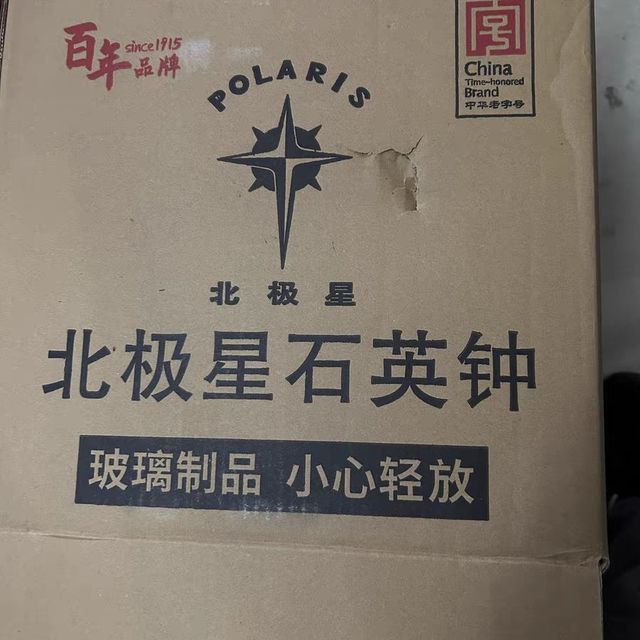 百年 since1915
品牌
POLARIS
北极星
China
Time-honored
Brand
中华老字号
北极星石英钟
玻璃制品 小心轻放